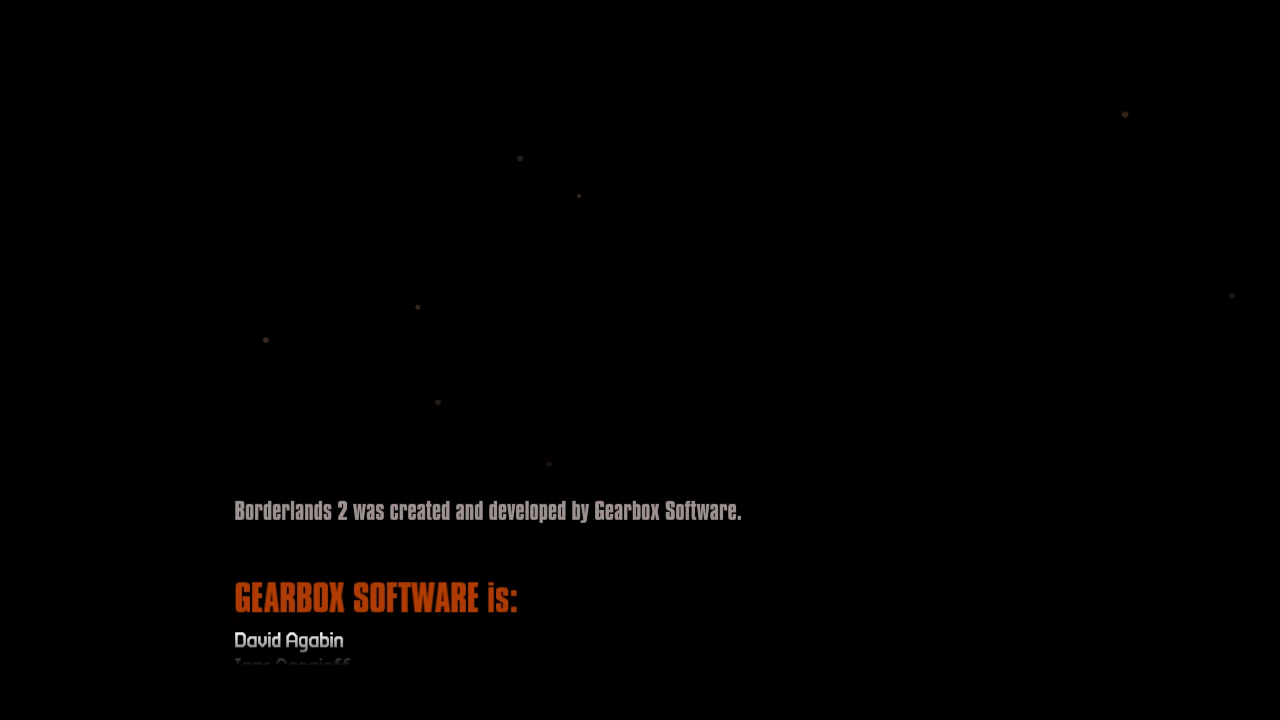 Borderlands 2 was created and developed by Gearbox Software.
GEARBOX SOFTWARE is:
David Agabin